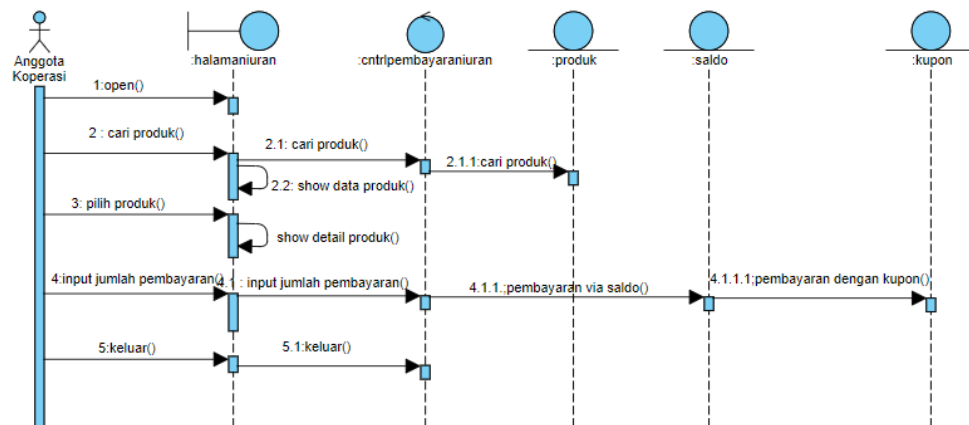 Anggota
Koperasi
:halamaniuran
:cntrlpembayaraniuran
:produk
:saldo
:kupon
1:open()
2 : cari produk()
2.1: cari produk()
2.1.1:cari produk()
2.2: show data produk()
3: pilih produk()
show detail produk()
4:input jumlah pembayaran()
4.1 : input jumlah pembayaran()
4.1.1.;pembayaran via saldo()
4.1.1.1;pembayaran dengan kupon()
5:keluar()
5.1:keluar()